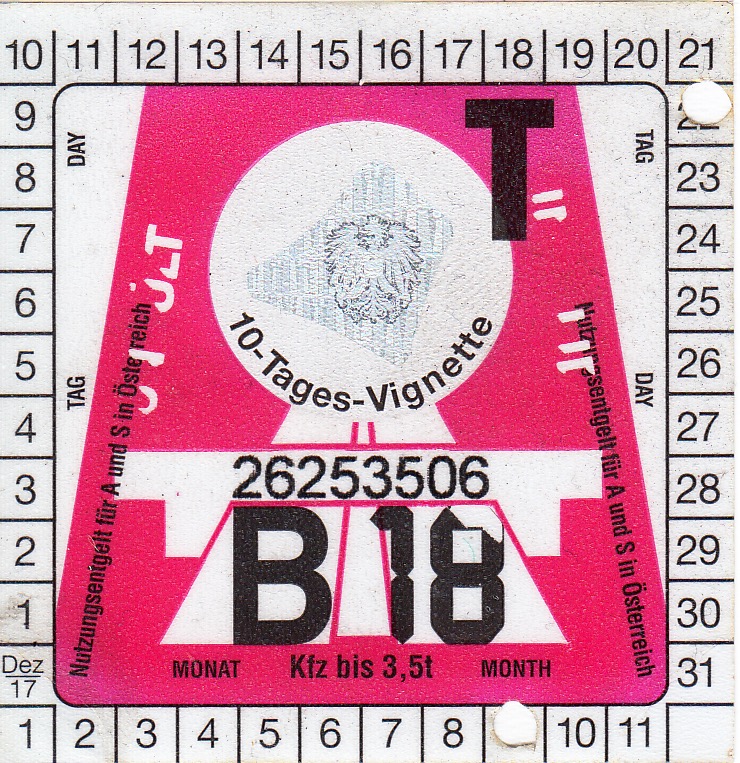 10 11 12 13 14 15 16 17 18 19 20 21
9
8
7
6
5
4
3
2
1
Dez
17
DAY
TAG
TAG
DAY
T
23
24
25
26
27
28
29
30
31
10-Tages-Vignette
Nutzungsentgelt für A und S in Österreich
Nutzungsentgelt für A und S in Österreich
26253506
B 18
MONAT Kfz bis 3,5t MONTH
1 2 3 4 5 6 7 8 10 11